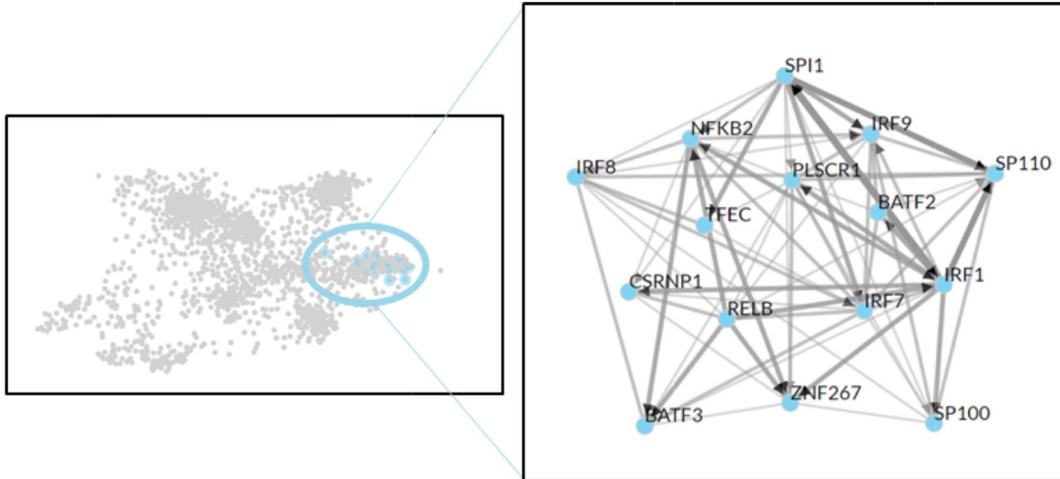 SPI1
IRF9
NFKB2
SP110
IRF8
PLSCR1
BATF2
TFEC
CSRNP1
IRF1
IRF7
RELB
ZNF267
BATF3
SP100